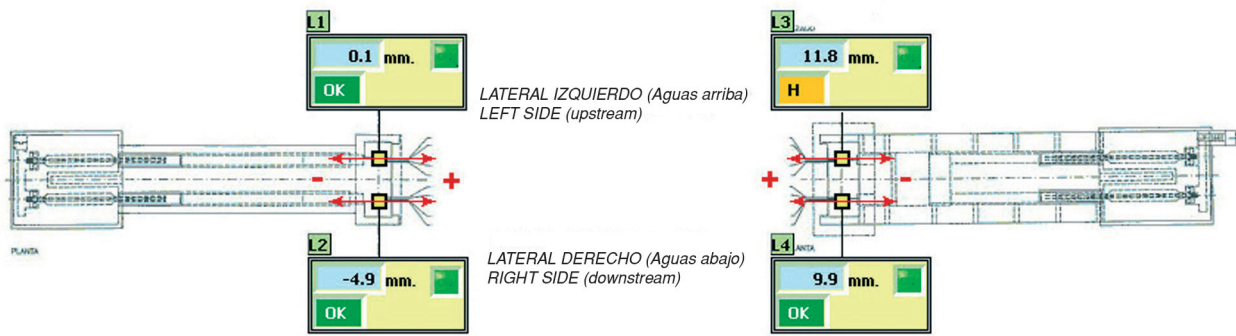 L1
0.1 mm.
OK
L3
11.8 mm.
H
LATERAL IZQUIERDO (Aguas arriba)
LEFT SIDE (upstream)
- +
+ -
PLANTA
L2
-4.9 mm.
OK
LATERAL DERECHO (Aguas abajo)
RIGHT SIDE (downstream)
L4
9.9 mm.
OK